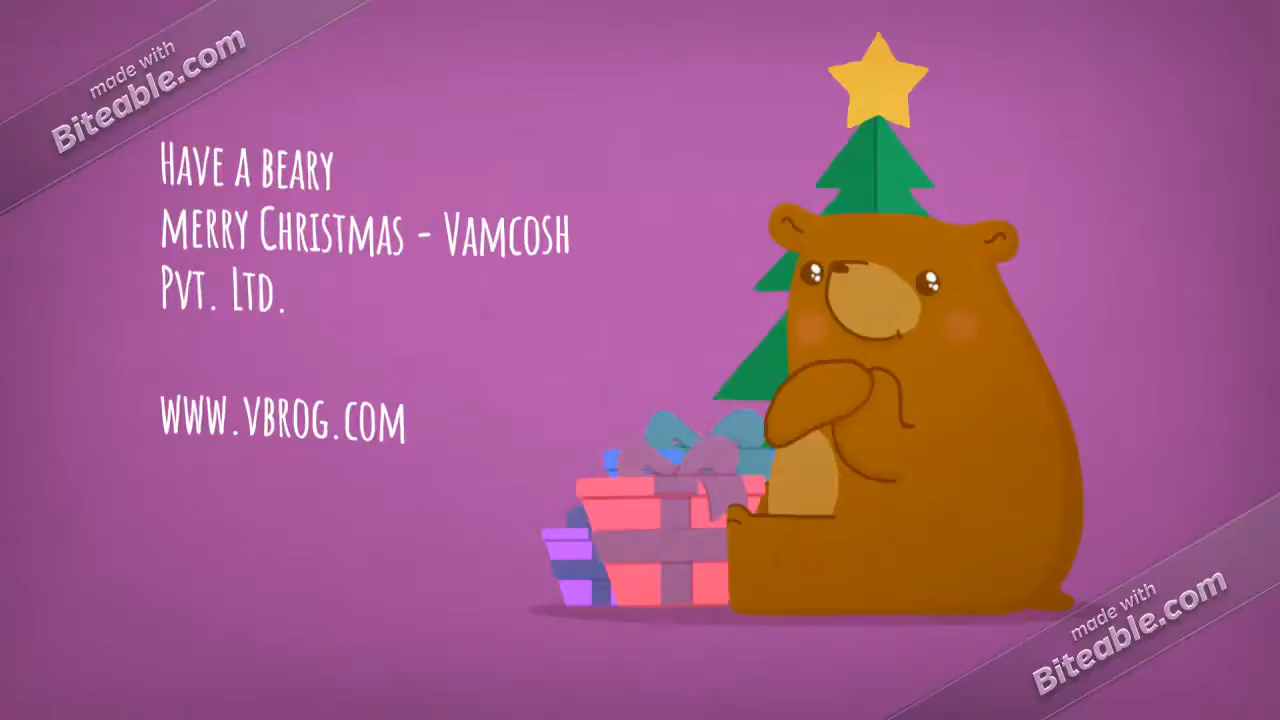 made with
Biteable.com
Have a beary
merry Christmas - Vamcosh
Pvt. Ltd.
www.vbrog.com
made with
Biteable.com